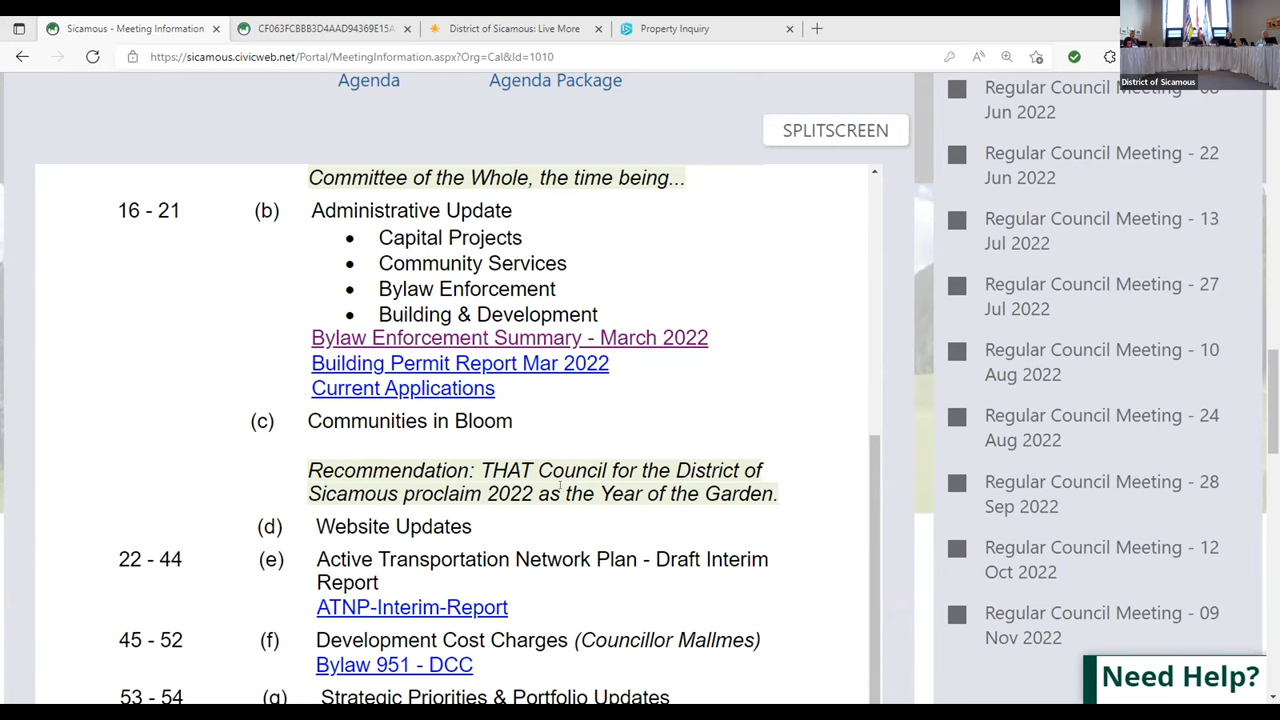 Sicamous - Meeting Information
CF063FCBBB3D4AAD94369E15A
District of Sicamous: Live More
Property Inquiry
https://sicamous.civicweb.net/Portal/MeetingInformation.aspx?Org=Cal&Id=1010
District of Sicamous
Agenda
Agenda Package
SPLITSCREEN
Committee of the Whole, the time being...
16 - 21 (b) Administrative Update
• Capital Projects
• Community Services
• Bylaw Enforcement
• Building & Development
Bylaw Enforcement Summary - March 2022
Building Permit Report Mar 2022
Current Applications
(c) Communities in Bloom
Recommendation: THAT Council for the District of
Sicamous proclaim 2022 as the Year of the Garden.
(d) Website Updates
22 - 44 (e) Active Transportation Network Plan - Draft Interim
Report
ATNP-Interim-Report
45 - 52 (f) Development Cost Charges (Councillor Mallmes)
Bylaw 951 - DCC
53 - 54 (g) Strategic Priorities & Portfolio Updates
Regular Council Meeting - 08
Jun 2022
Regular Council Meeting - 22
Jun 2022
Regular Council Meeting - 13
Jul 2022
Regular Council Meeting - 27
Jul 2022
Regular Council Meeting - 10
Aug 2022
Regular Council Meeting - 24
Aug 2022
Regular Council Meeting - 28
Sep 2022
Regular Council Meeting - 12
Oct 2022
Regular Council Meeting - 09
Nov 2022
Need Help?